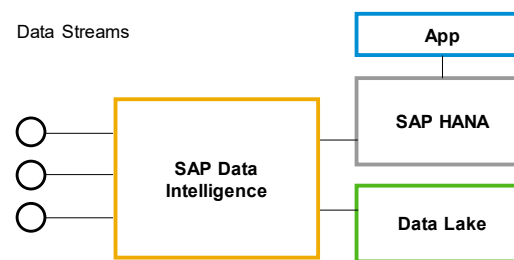 Data Streams
App
SAP HANA
SAP Data
Intelligence
Data Lake